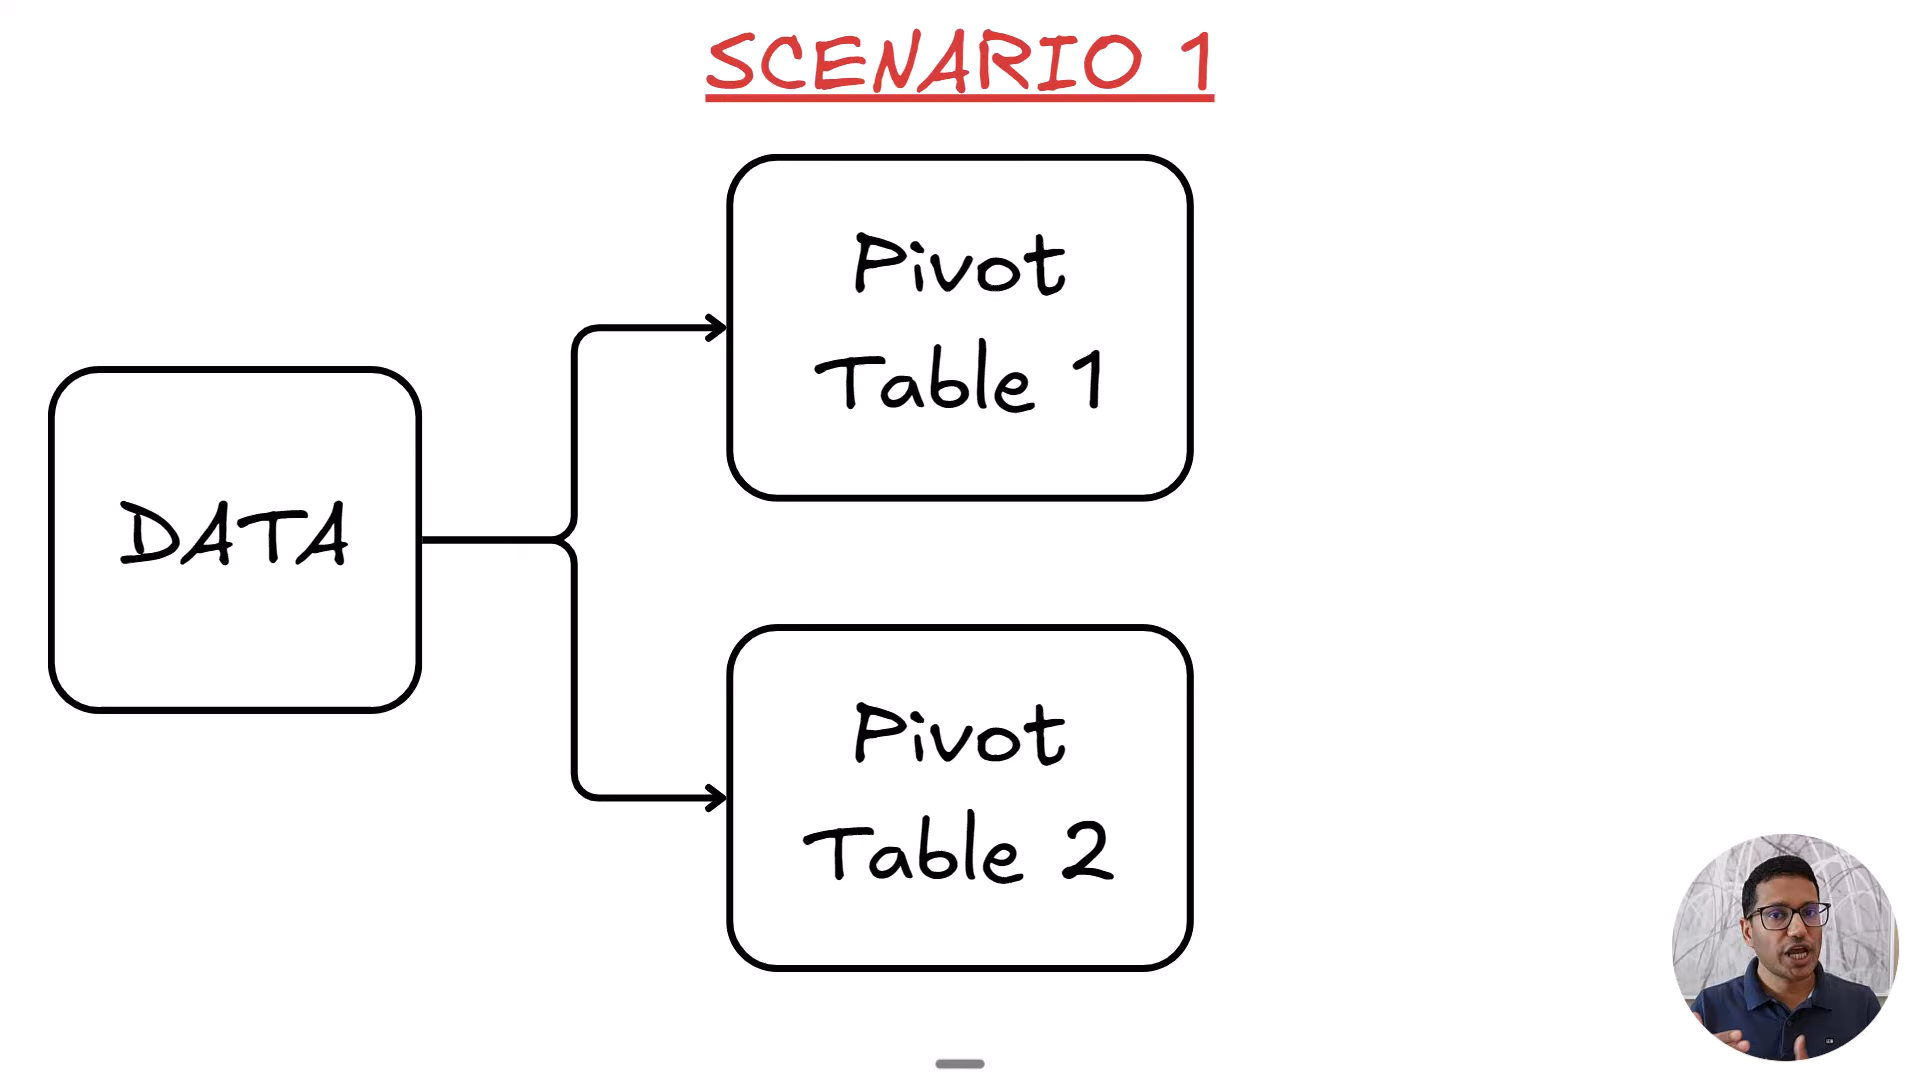 SCENARIO 1
DATA
Pivot
Table 1
Pivot
Table 2